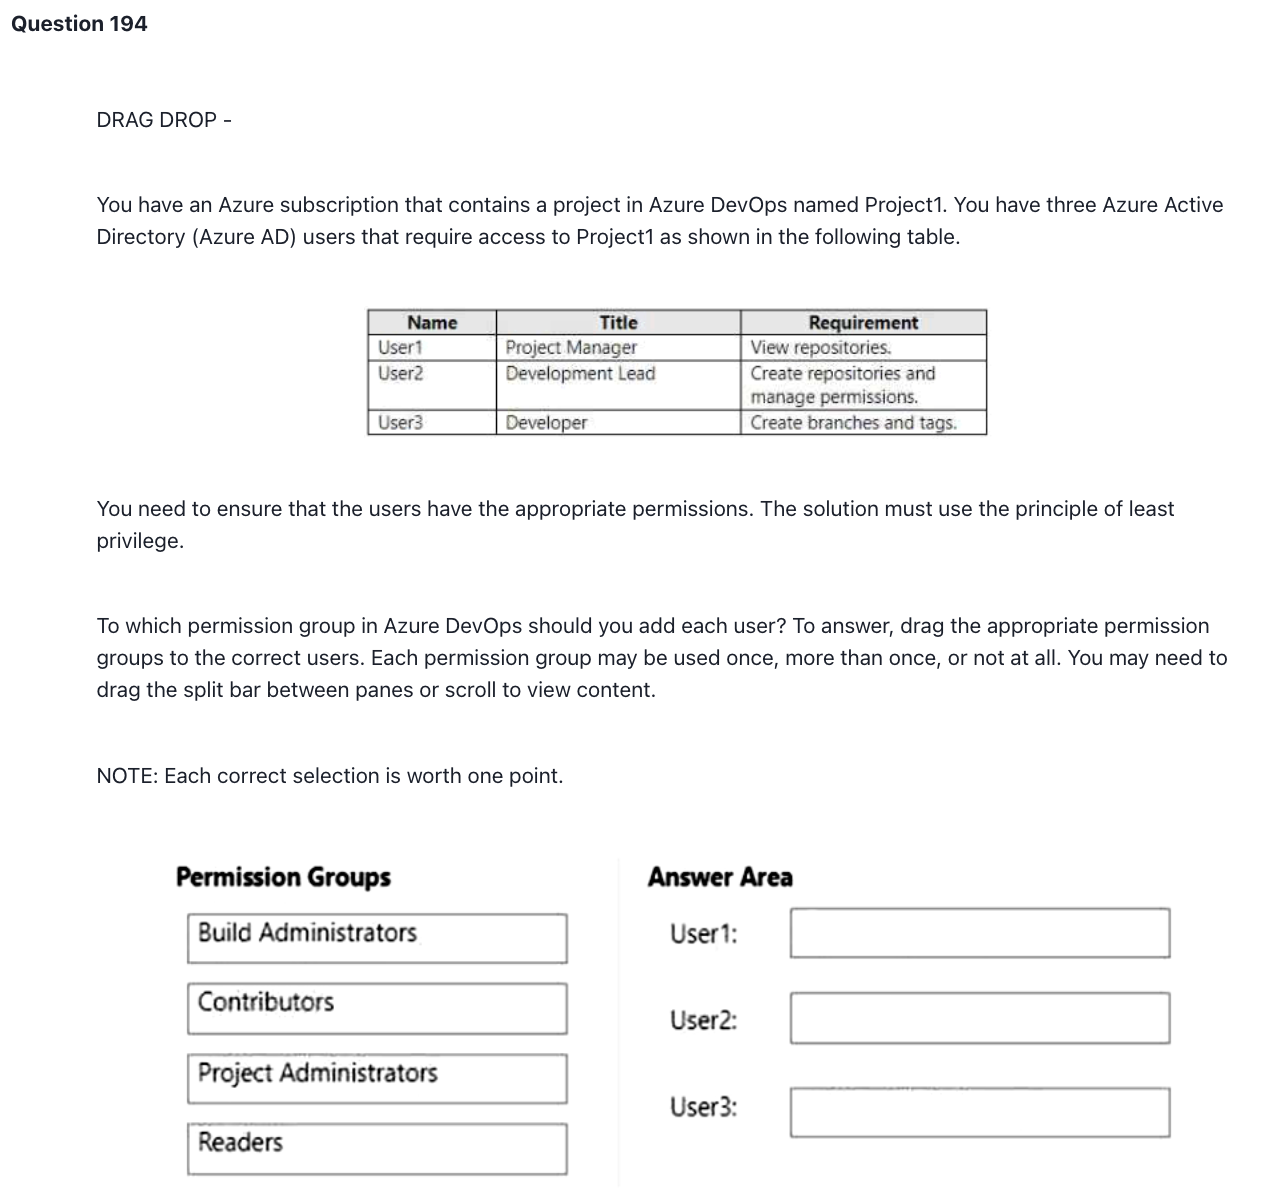 Question 194
DRAG DROP -
You have an Azure subscription that contains a project in Azure DevOps named Project1. You have three Azure Active
Directory (Azure AD) users that require access to Project1 as shown in the following table.
Name Title Requirement
User1 Project Manager View repositories.
User2 Development Lead Create repositories and
manage permissions.
User3 Developer Create branches and tags.
You need to ensure that the users have the appropriate permissions. The solution must use the principle of least
privilege.
To which permission group in Azure DevOps should you add each user? To answer, drag the appropriate permission
groups to the correct users. Each permission group may be used once, more than once, or not at all. You may need to
drag the split bar between panes or scroll to view content.
NOTE: Each correct selection is worth one point.
Permission Groups
Build Administrators
Contributors
Project Administrators
Readers
Answer Area
User1:
User2:
User3: